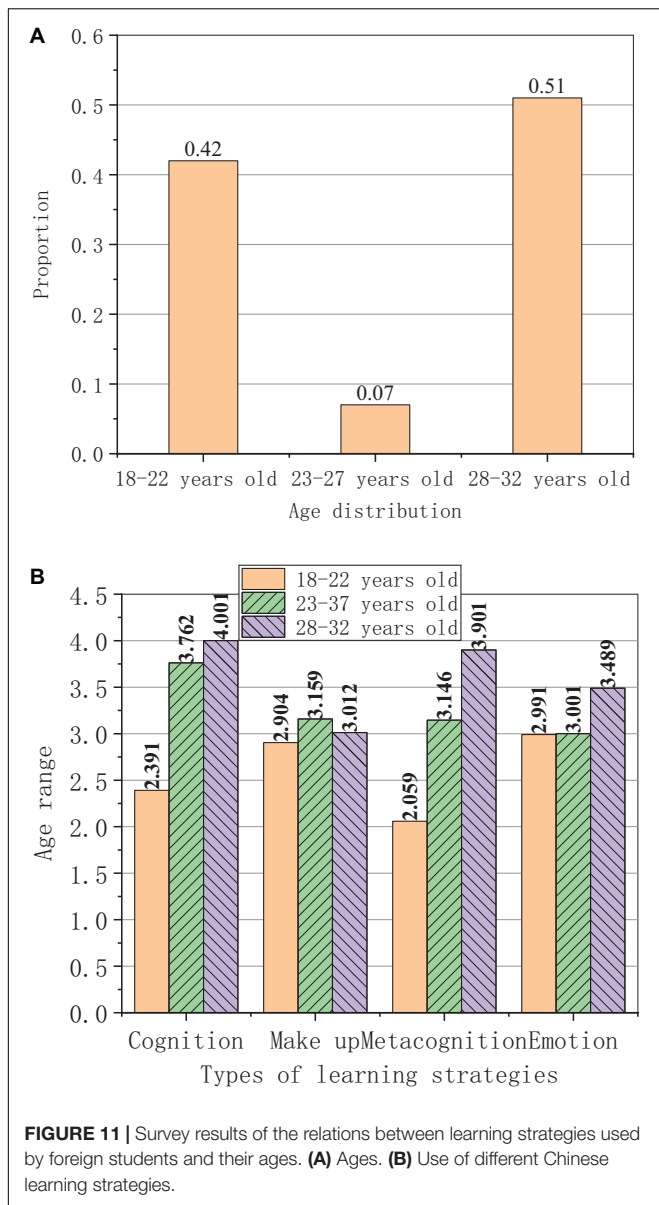 A
0.6
0.5
0.4
0.3
0.2
0.1
0.0
Proportion
0.42
0.07
0.51
18-22 years old 23-27 years old 28-32 years old
Age distribution
B
18-22 years old
23-37 years old
28-32 years old
4.5
4.0
3.5
3.0
2.5
2.0
1.5
1.0
0.5
0.0
Age range
2.391
3.762
4.001
2.904
3.159
3.012
2.059
3.146
3.901
2.991
3.001
3.489
Cognition Make upMetacognitionEmotion
Types of learning strategies
FIGURE 11 | Survey results of the relations between learning strategies used
by foreign students and their ages. (A) Ages. (B) Use of different Chinese
learning strategies.